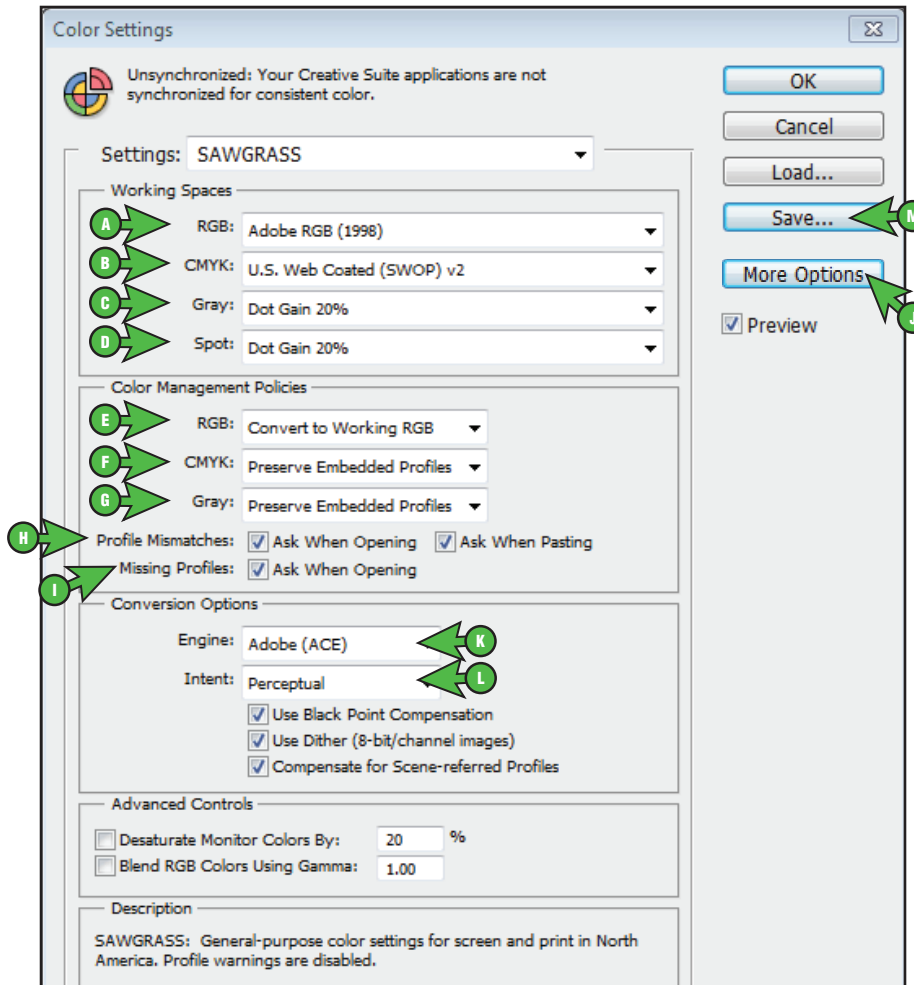 Color Settings
Unsynchronized: Your Creative Suite applications are not
synchronized for consistent color.
OK
Cancel
Load...
Save...
M
More Options
J
Preview
Settings: SAWGRASS
Working Spaces
A RGB: Adobe RGB (1998)
B CMYK: U.S. Web Coated (SWOP) v2
C Gray: Dot Gain 20%
D Spot: Dot Gain 20%
Color Management Policies
E RGB: Convert to Working RGB
F CMYK: Preserve Embedded Profiles
G Gray: Preserve Embedded Profiles
H Profile Mismatches: Ask When Opening Ask When Pasting
I Missing Profiles: Ask When Opening
Conversion Options
Engine: Adobe (ACE) K
Intent: Perceptual L
Use Black Point Compensation
Use Dither (8-bit/channel images)
Compensate for Scene-referred Profiles
Advanced Controls
Desaturate Monitor Colors By: 20 %
Blend RGB Colors Using Gamma: 1.00
Description
SAWGRASS: General-purpose color settings for screen and print in North
America. Profile warnings are disabled.